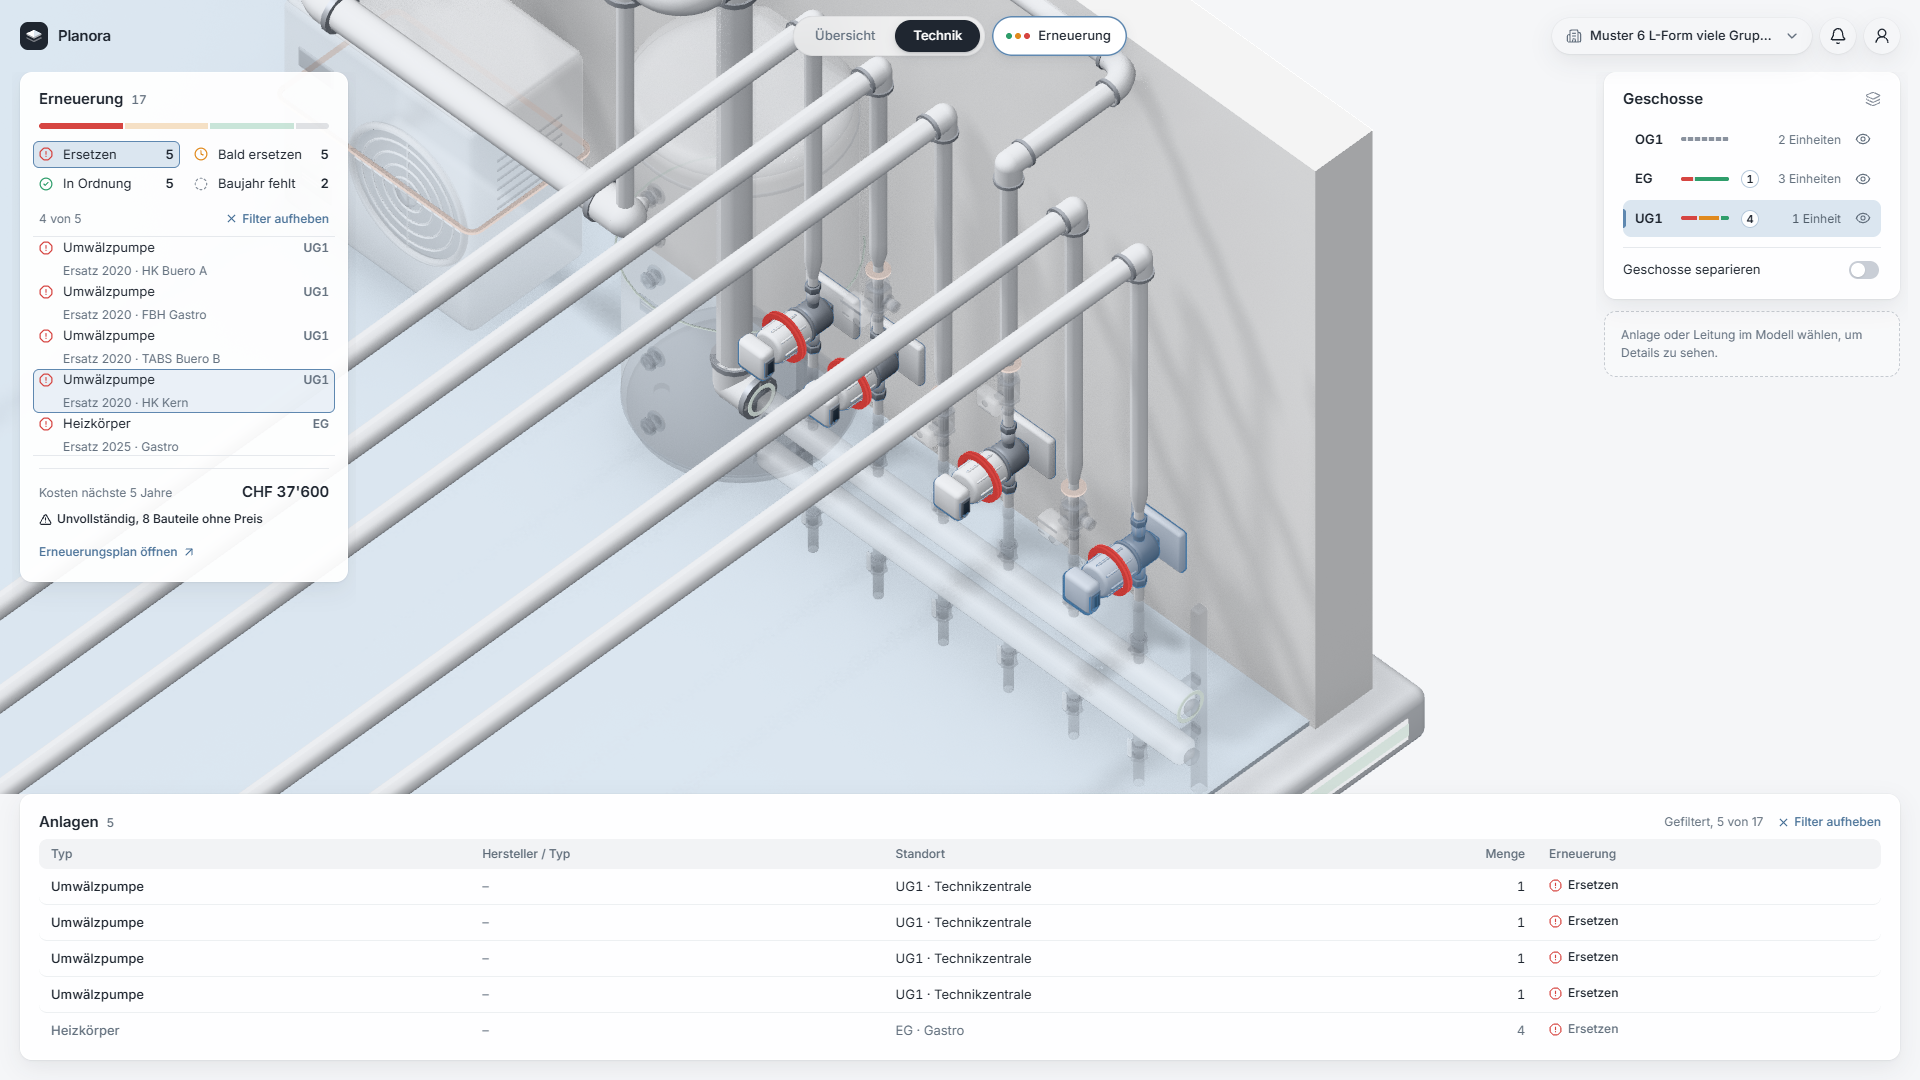 Planora
Übersicht
Technik
Erneuerung
Muster 6 L-Form viele Grup...
Erneuerung 17
Ersetzen 5
Bald ersetzen 5
In Ordnung 5
Baujahr fehlt 2
4 von 5
Filter aufheben
Umwälzpumpe UG1
Ersatz 2020 · HK Buero A
Umwälzpumpe UG1
Ersatz 2020 · FBH Gastro
Umwälzpumpe UG1
Ersatz 2020 · TABS Buero B
Umwälzpumpe UG1
Ersatz 2020 · HK Kern
Heizkörper EG
Ersatz 2025 · Gastro
Kosten nächste 5 Jahre CHF 37'600
Unvollständig, 8 Bauteile ohne Preis
Erneuerungsplan öffnen
Geschosse
OG1 2 Einheiten
EG 1 3 Einheiten
UG1 4 1 Einheit
Geschosse separieren
Anlage oder Leitung im Modell wählen, um
Details zu sehen.
Anlagen 5
Gefiltert, 5 von 17
Filter aufheben
Typ Hersteller / Typ Standort Menge Erneuerung
Umwälzpumpe – UG1 · Technikzentrale 1 Ersetzen
Umwälzpumpe – UG1 · Technikzentrale 1 Ersetzen
Umwälzpumpe – UG1 · Technikzentrale 1 Ersetzen
Umwälzpumpe – UG1 · Technikzentrale 1 Ersetzen
Heizkörper – EG · Gastro 4 Ersetzen